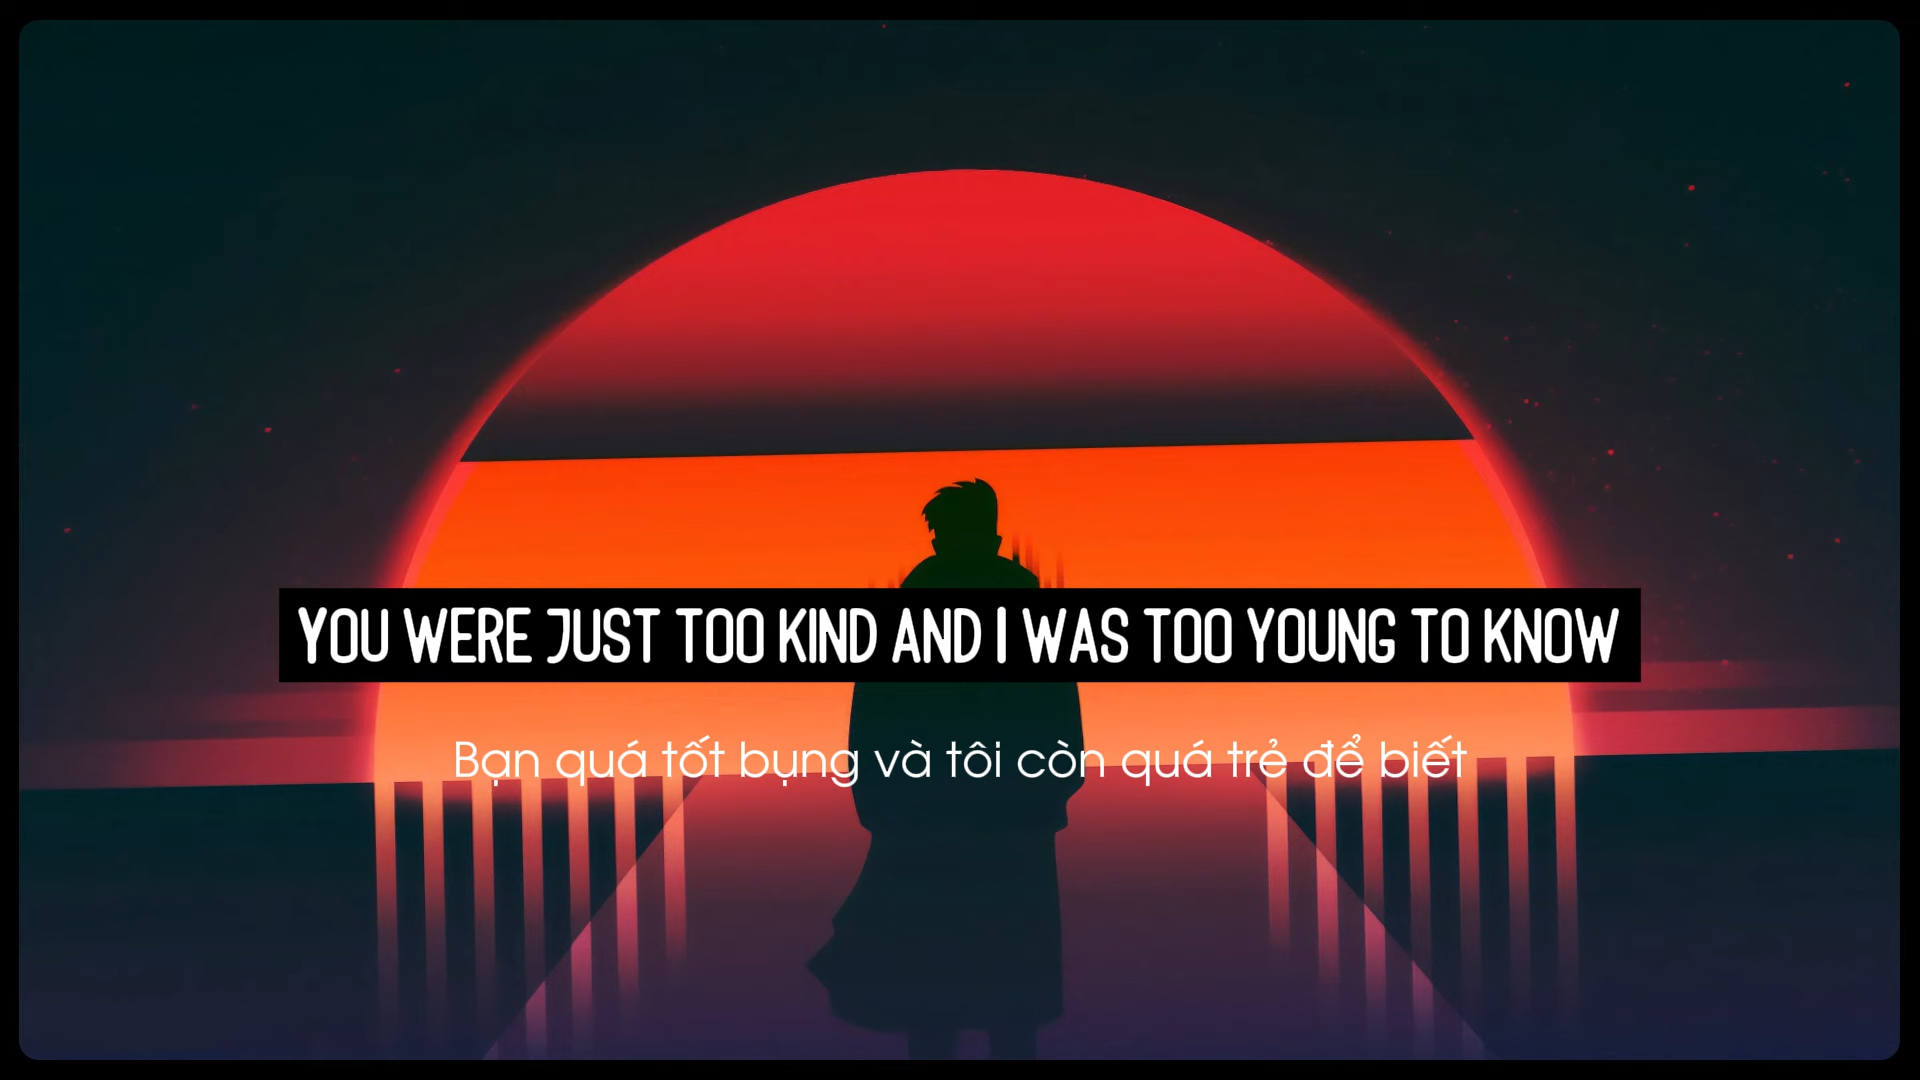 YOU WERE JUST TOO KIND AND I WAS TOO YOUNG TO KNOW
Bạn quá tốt bụng và tôi còn quá trẻ để biết